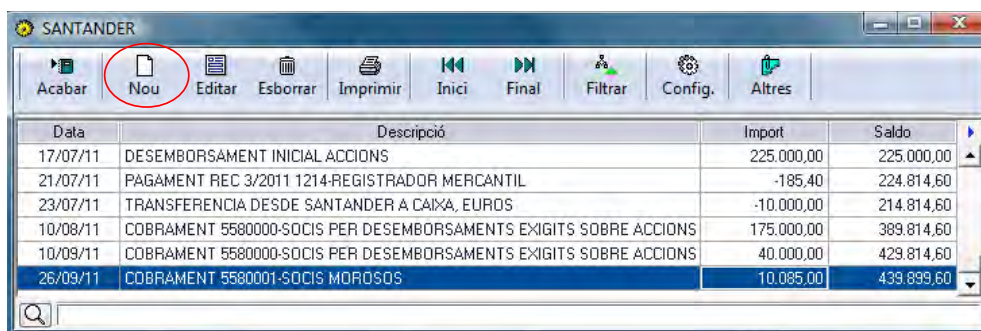 SANTANDER
Acabar Nou Editar Esborrar Imprimir Inici Final Filtrar Config. Altres
Data Descripció Import Saldo
17/07/11 DESEMBORSAMENT INICIAL ACCIONS 225.000,00 225.000,00
21/07/11 PAGAMENT REC 3/2011 1214-REGISTRADOR MERCANTIL -185,40 224.814,60
23/07/11 TRANSFERENCIA DESDE SANTANDER A CAIXA, EUROS -10.000,00 214.814,60
10/08/11 COBRAMENT 5580000-SOCIS PER DESEMBORSAMENTS EXIGITS SOBRE ACCIONS 175.000,00 389.814,60
10/09/11 COBRAMENT 5580000-SOCIS PER DESEMBORSAMENTS EXIGITS SOBRE ACCIONS 40.000,00 429.814,60
26/09/11 COBRAMENT 5580001-SOCIS MOROSOS 10.085,00 439.899,60